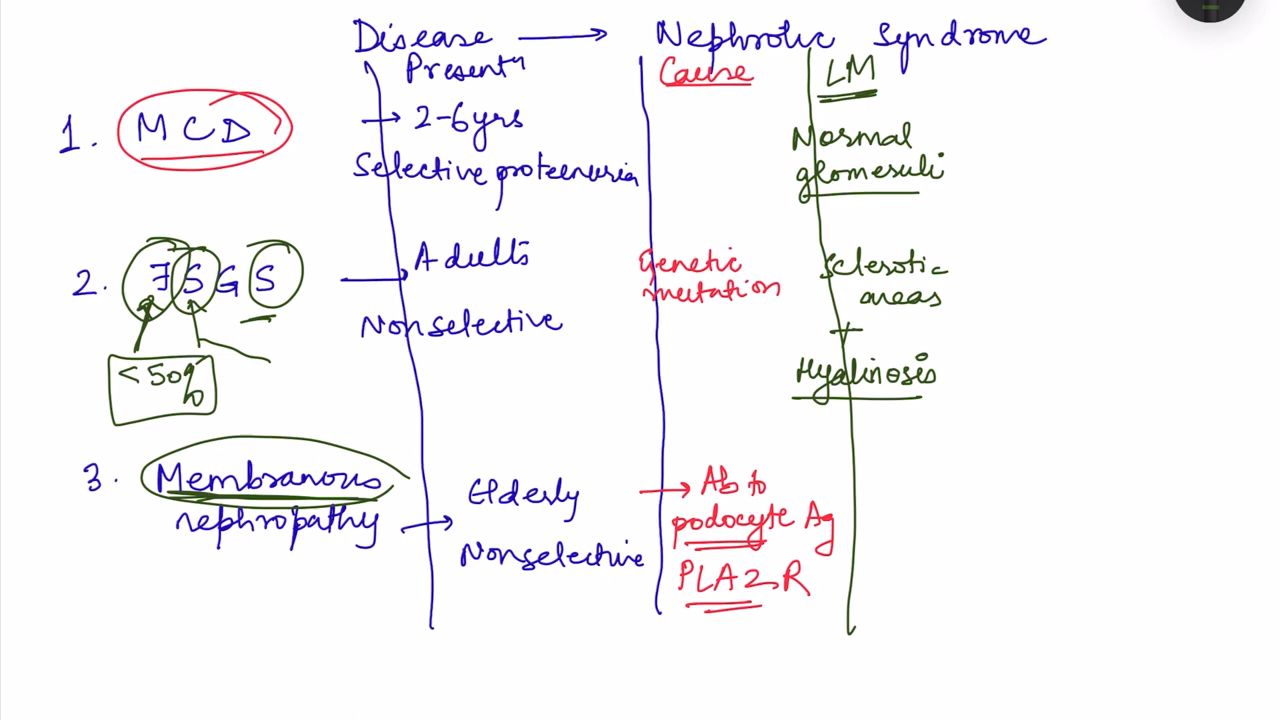 Disease → Nephrotic Syndrome
Presentⁿ Cause LM
1. MCD → 2-6yrs Normal
Selective proteenuria glomeruli
2. FSGS → Adults Genetic Sclerotic
mutation areas
Nonselective +
<50% Hyalinosis
3. Membranous Elderly → Ab to
nephropathy → podocyte Ag
Nonselective PLA2R